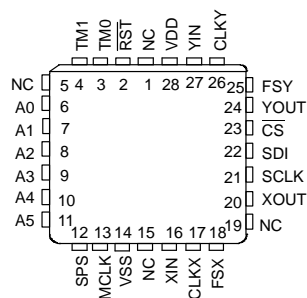 TM1 TM0 RST NC VDD YIN CLKY
4 3 2 1 28 27 26
NC 5 25 FSY
A0 6 24 YOUT
A1 7 23 CS
A2 8 22 SDI
A3 9 21 SCLK
A4 10 20 XOUT
A5 11 19 NC
12 13 14 15 16 17 18
SPS MCLK VSS NC XIN CLKX FSX